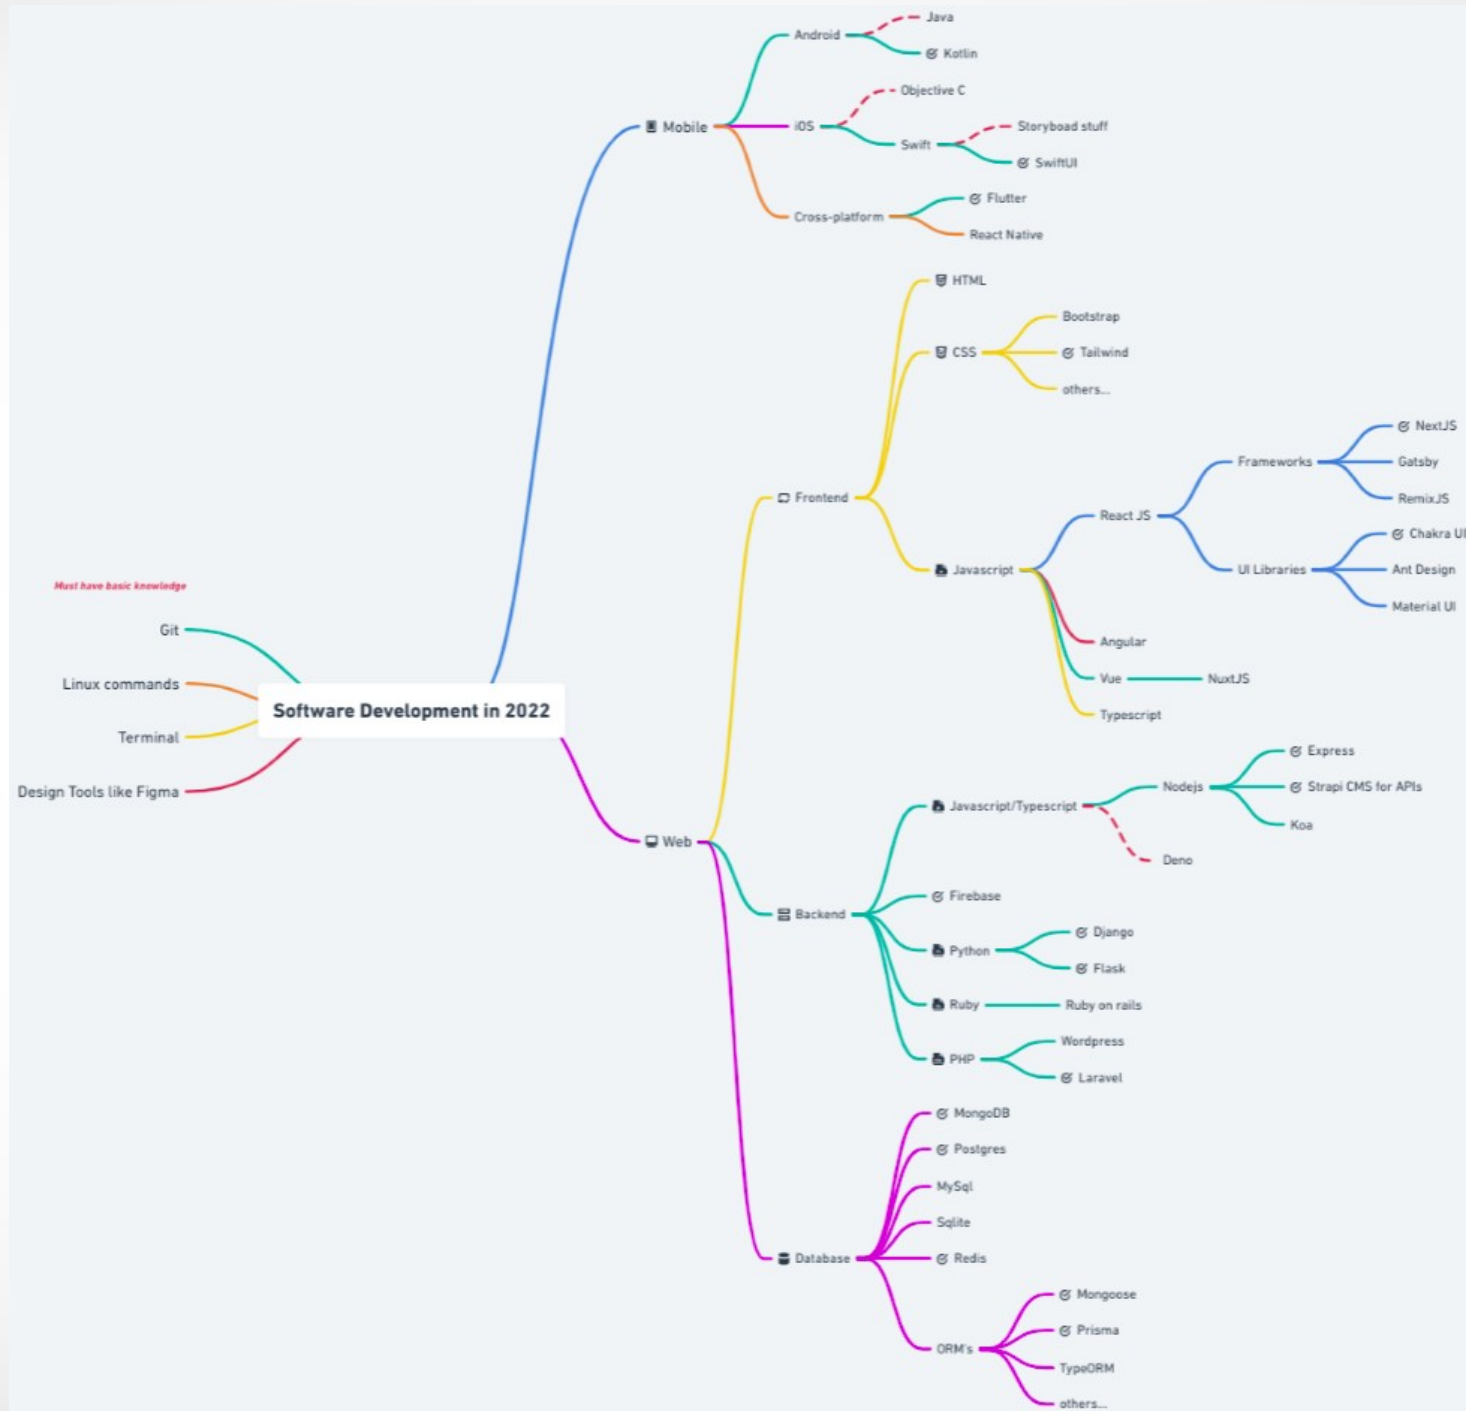 Java
Android
Kotlin
Objective C
Mobile
iOS
Storyboad stuff
Swift
SwiftUI
Flutter
Cross-platform
React Native
HTML
Bootstrap
CSS
Tailwind
others...
NextJS
Frameworks
Gatsby
RemixJS
Frontend
React JS
Chakra UI
UI Libraries
Ant Design
Javascript
Material UI
Angular
Vue
NuxtJS
Typescript
Must have basic knowledge
Git
Linux commands
Software Development in 2022
Terminal
Design Tools like Figma
Express
Nodejs
Strapi CMS for APIs
Javascript/Typescript
Koa
Web
Deno
Firebase
Backend
Django
Python
Flask
Ruby
Ruby on rails
Wordpress
PHP
Laravel
MongoDB
Postgres
MySql
Sqlite
Database
Redis
Mongoose
Prisma
ORM's
TypeORM
others...